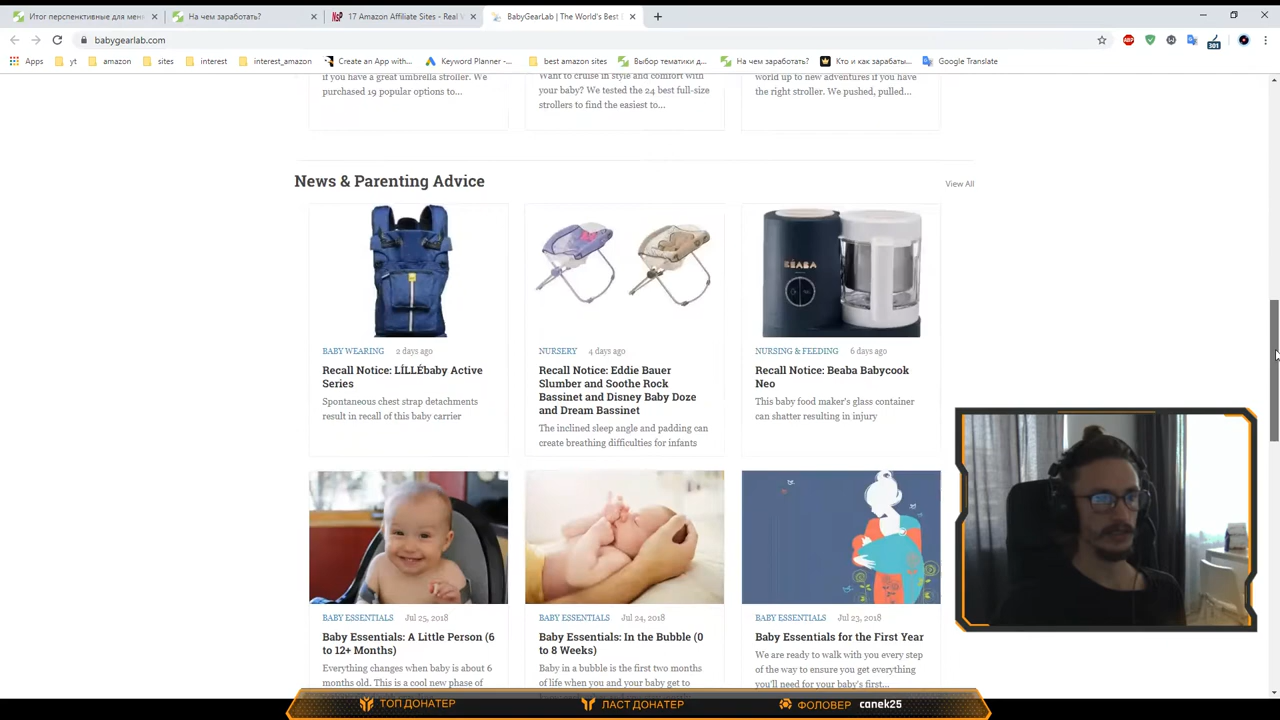 Итог перспенктивные для мен
На чем заработать?
17 Amazon Affiliate Sites - Real V
BabyGearLab | The World's Best
babygearlab.com
301
Apps
yt
amazon
sites
interest
interest_amazon
Create an App with...
Keyword Planner -...
best amazon sites
Выбор тематики д...
На чем заработать?
Кто и как зарабаты...
Google Translate
if you have a great umbrella stroller. We
purchased 19 popular options to...
Want to cruise in style and comfort with
your baby? We tested the 24 best full-size
strollers to find the easiest to...
world up to new adventures if you have
the right stroller. We pushed, pulled...
News & Parenting Advice
View All
BEABA
BABY WEARING 2 days ago
Recall Notice: LÍLLÉbaby Active
Series
Spontaneous chest strap detachments
result in recall of this baby carrier
NURSERY 4 days ago
Recall Notice: Eddie Bauer
Slumber and Soothe Rock
Bassinet and Disney Baby Doze
and Dream Bassinet
The inclined sleep angle and padding can
create breathing difficulties for infants
NURSING & FEEDING 6 days ago
Recall Notice: Beaba Babycook
Neo
This baby food maker's glass container
can shatter resulting in injury
BABY ESSENTIALS Jul 25, 2018
Baby Essentials: A Little Person (6
to 12+ Months)
Everything changes when baby is about 6
months old. This is a cool new phase of
BABY ESSENTIALS Jul 24, 2018
Baby Essentials: In the Bubble (0
to 8 Weeks)
Baby in a bubble is the first two months
of life when you and your baby get to
BABY ESSENTIALS Jul 23, 2018
Baby Essentials for the First Year
We are ready to walk with you every step
of the way to ensure you get everything
you'll need for your baby's first...
ТОП ДОНАТЕР
ЛАСТ ДОНАТЕР
ФОЛОВЕР canek25